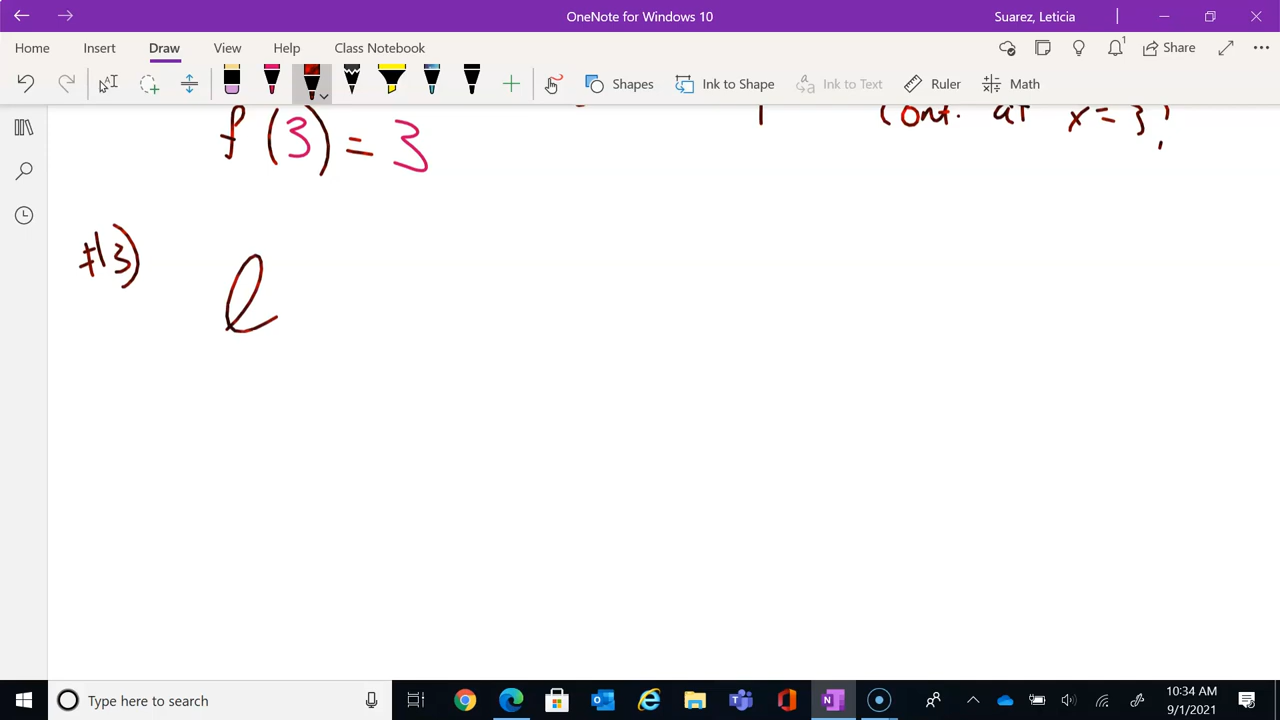 OneNote for Windows 10
Suarez, Leticia
Home Insert Draw View Help Class Notebook
Share
Shapes Ink to Shape Ink to Text Ruler Math
f(3) = 3
Cont. at x = 3?
#13)
l
Type here to search
10:34 AM
9/1/2021